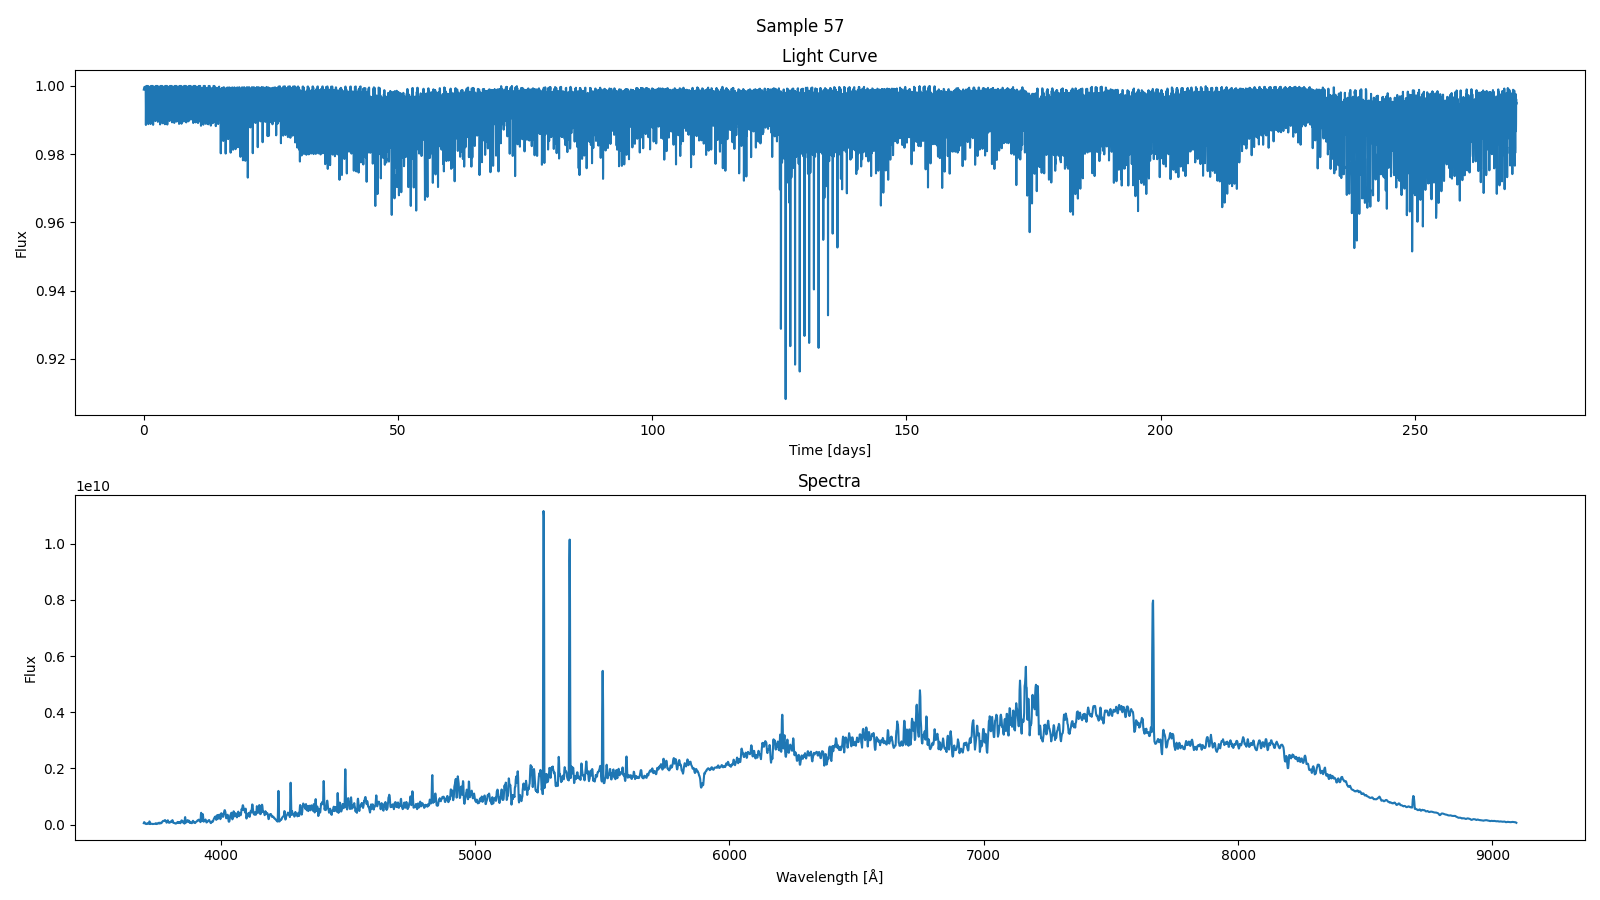 Sample 57
Light Curve
1.00
0.98
0.96
0.94
0.92
Flux
0 50 100 150 200 250
Time [days]
Spectra
1e10
1.0
0.8
0.6
0.4
0.2
0.0
Flux
4000 5000 6000 7000 8000 9000
Wavelength [Å]